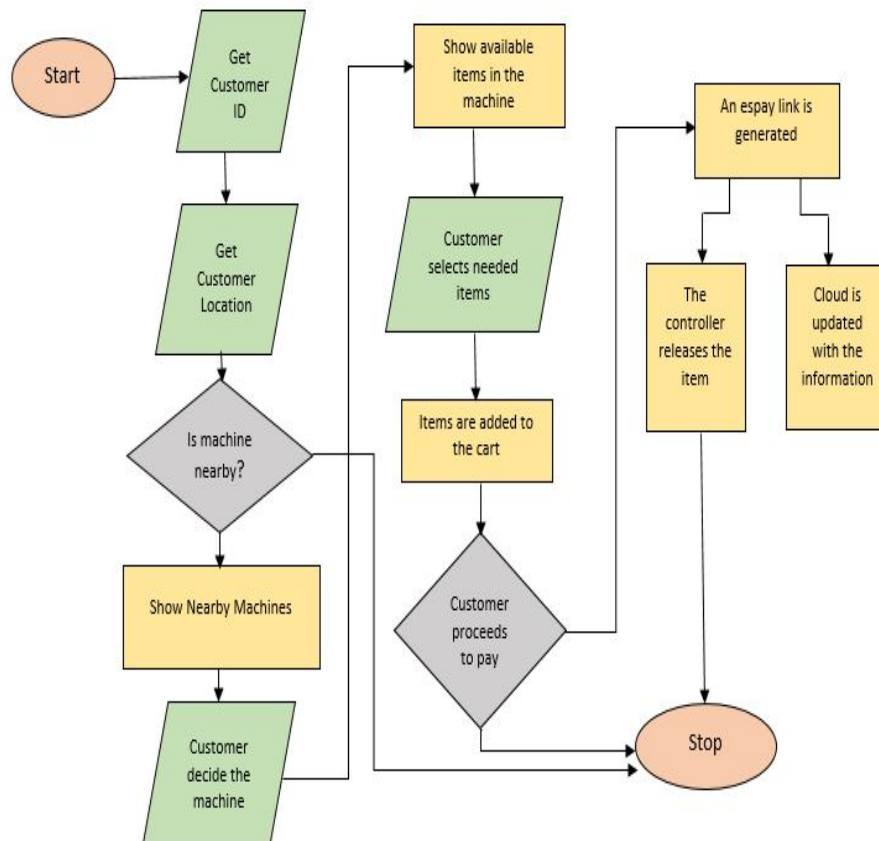 Start
Get
Customer
ID
Get
Customer
Location
Is machine
nearby?
Show Nearby Machines
Customer
decide the
machine
Show available
items in the
machine
Customer
selects needed
items
Items are added to
the cart
Customer
proceeds
to pay
An espay link is
generated
The
controller
releases the
item
Cloud is
updated
with the
information
Stop